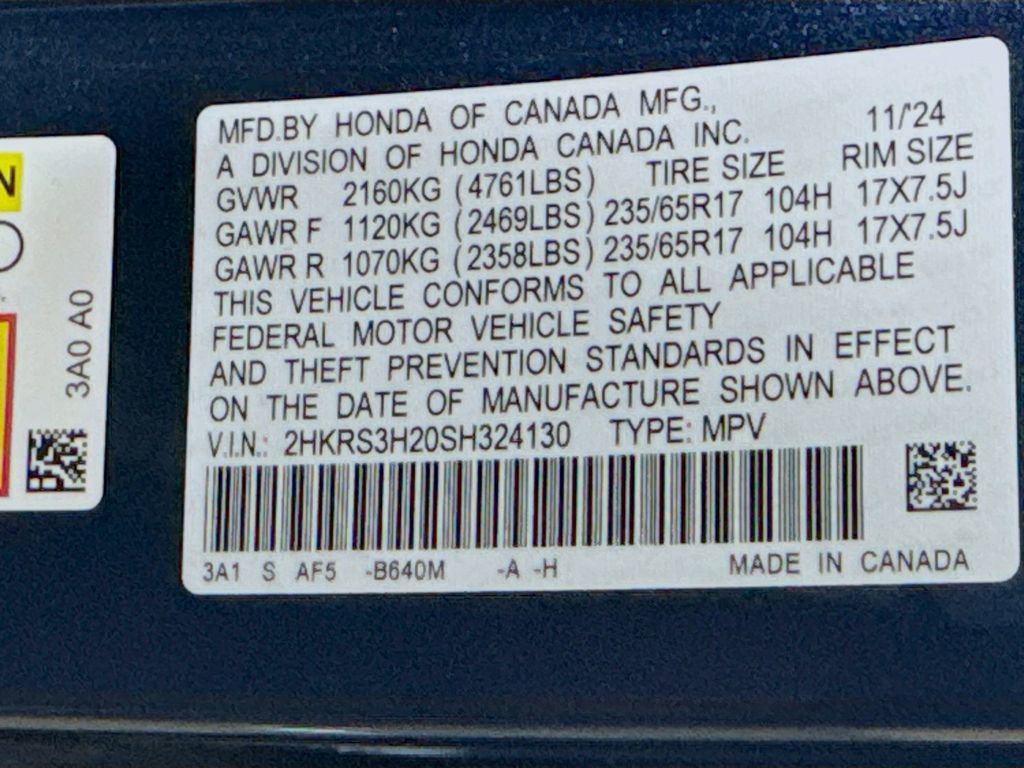 MFD.BY HONDA OF CANADA MFG.,
A DIVISION OF HONDA CANADA INC. 11/'24
GVWR 2160KG (4761LBS) TIRE SIZE RIM SIZE
GAWR F 1120KG (2469LBS) 235/65R17 104H 17X7.5J
GAWR R 1070KG (2358LBS) 235/65R17 104H 17X7.5J
THIS VEHICLE CONFORMS TO ALL APPLICABLE
FEDERAL MOTOR VEHICLE SAFETY
AND THEFT PREVENTION STANDARDS IN EFFECT
ON THE DATE OF MANUFACTURE SHOWN ABOVE.
V.I.N.: 2HKRS3H20SH324130 TYPE: MPV
3A1 S AF5 -B640M -A -H MADE IN CANADA
N
3A0 A0